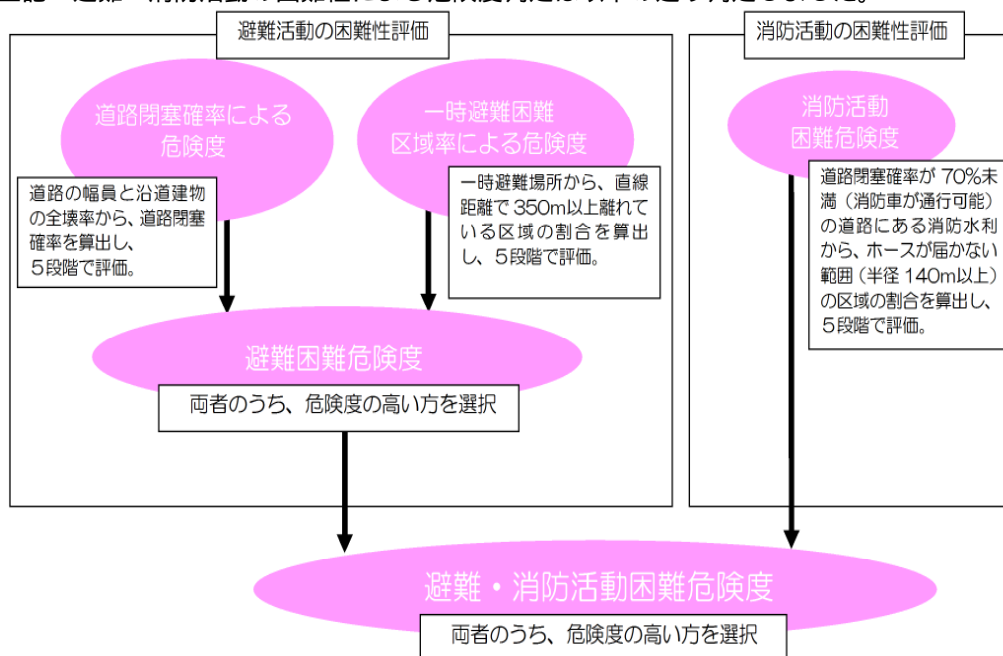 避難活動の困難性評価
道路閉塞確率による
危険度
道路の幅員と沿道建物
の全壊率から、道路閉塞
確率を算出し、
5段階で評価。
一時避難困難
区域率による危険度
一時避難場所から、直線
距離で350m以上離れて
いる区域の割合を算出
し、5段階で評価。
避難困難危険度
両者のうち、危険度の高い方を選択
消防活動の困難性評価
消防活動
困難危険度
道路閉塞確率が70%未
満(消防車が通行可能)
の道路にある消防水利
から、ホースが届かない
範囲(半径140m以上)
の区域の割合を算出し、
5段階で評価。
避難・消防活動困難危険度
両者のうち、危険度の高い方を選択